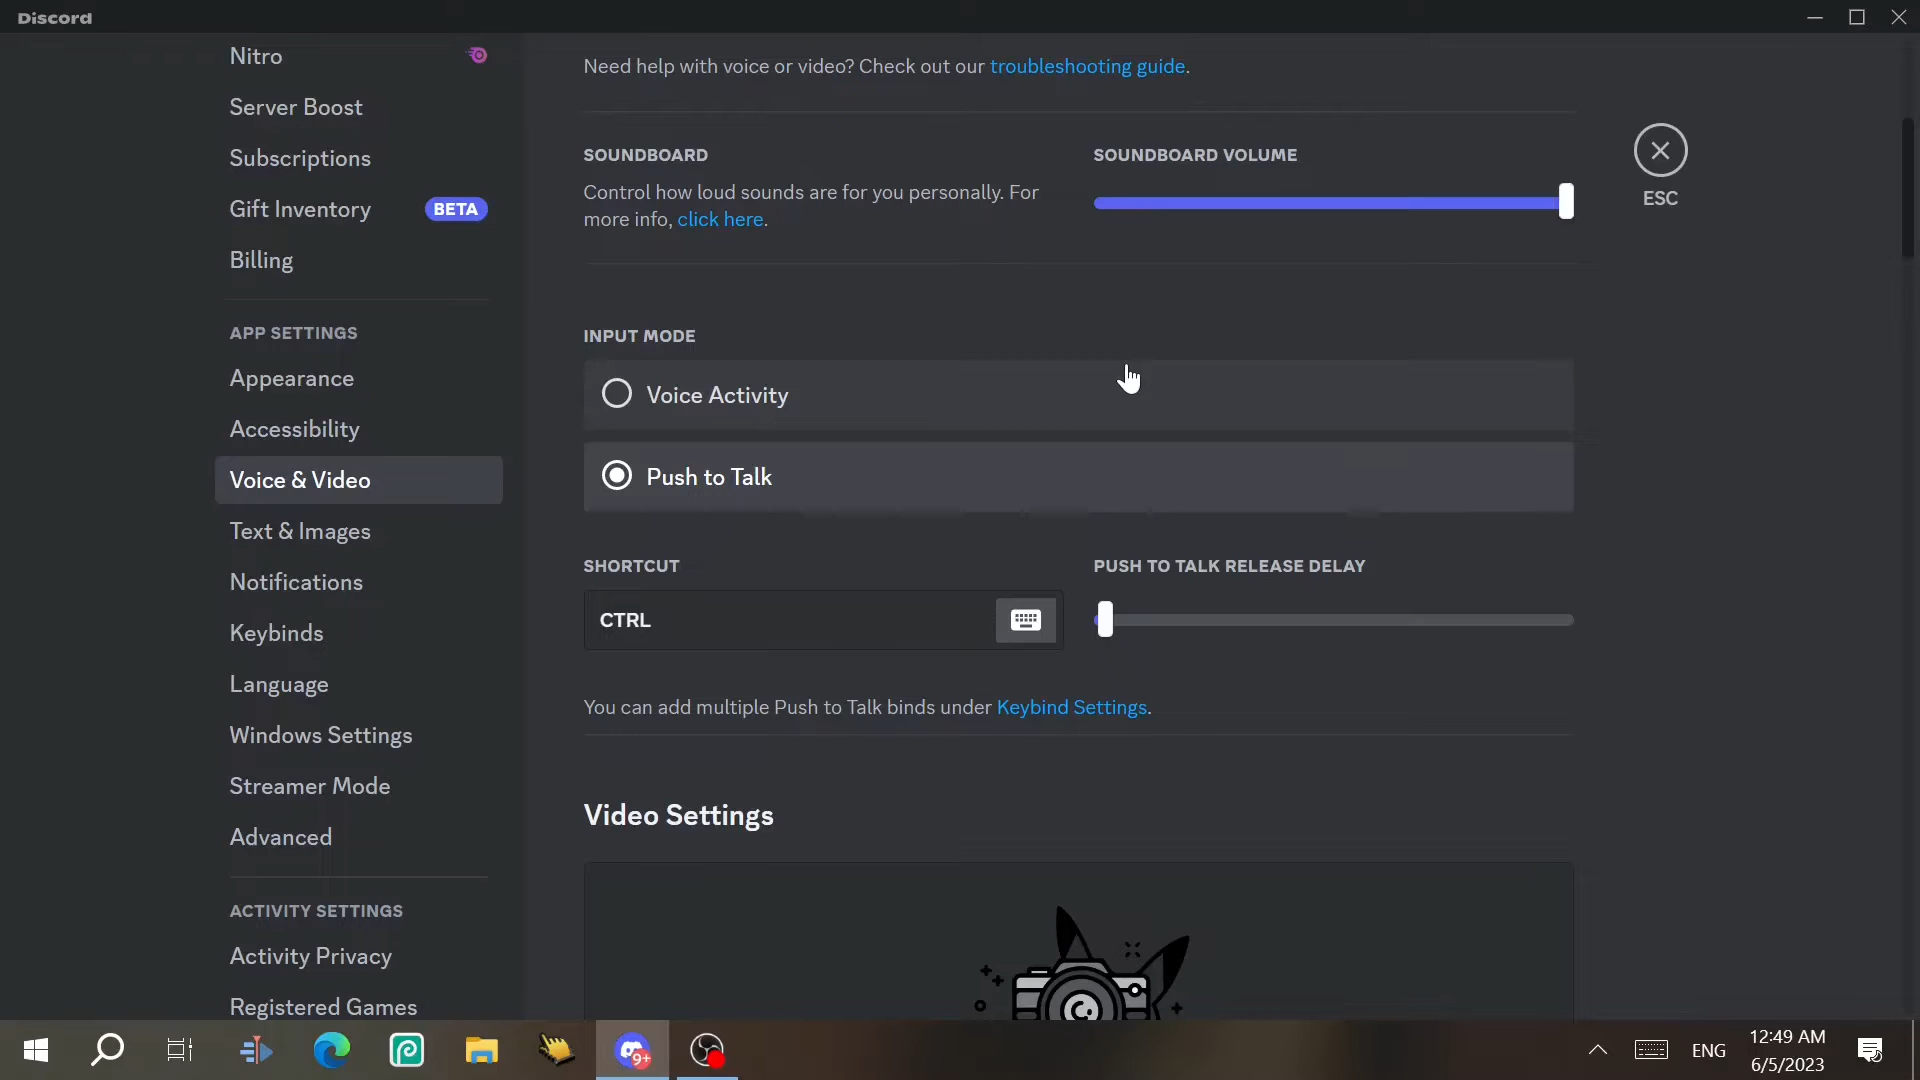 Discord
Nitro
Server Boost
Subscriptions
Gift Inventory BETA
Billing
APP SETTINGS
Appearance
Accessibility
Voice & Video
Text & Images
Notifications
Keybinds
Language
Windows Settings
Streamer Mode
Advanced
ACTIVITY SETTINGS
Activity Privacy
Registered Games
Need help with voice or video? Check out our troubleshooting guide.
SOUNDBOARD
Control how loud sounds are for you personally. For
more info, click here.
SOUNDBOARD VOLUME
ESC
INPUT MODE
Voice Activity
Push to Talk
SHORTCUT
CTRL
PUSH TO TALK RELEASE DELAY
You can add multiple Push to Talk binds under Keybind Settings.
Video Settings
9+
ENG
12:49 AM
6/5/2023